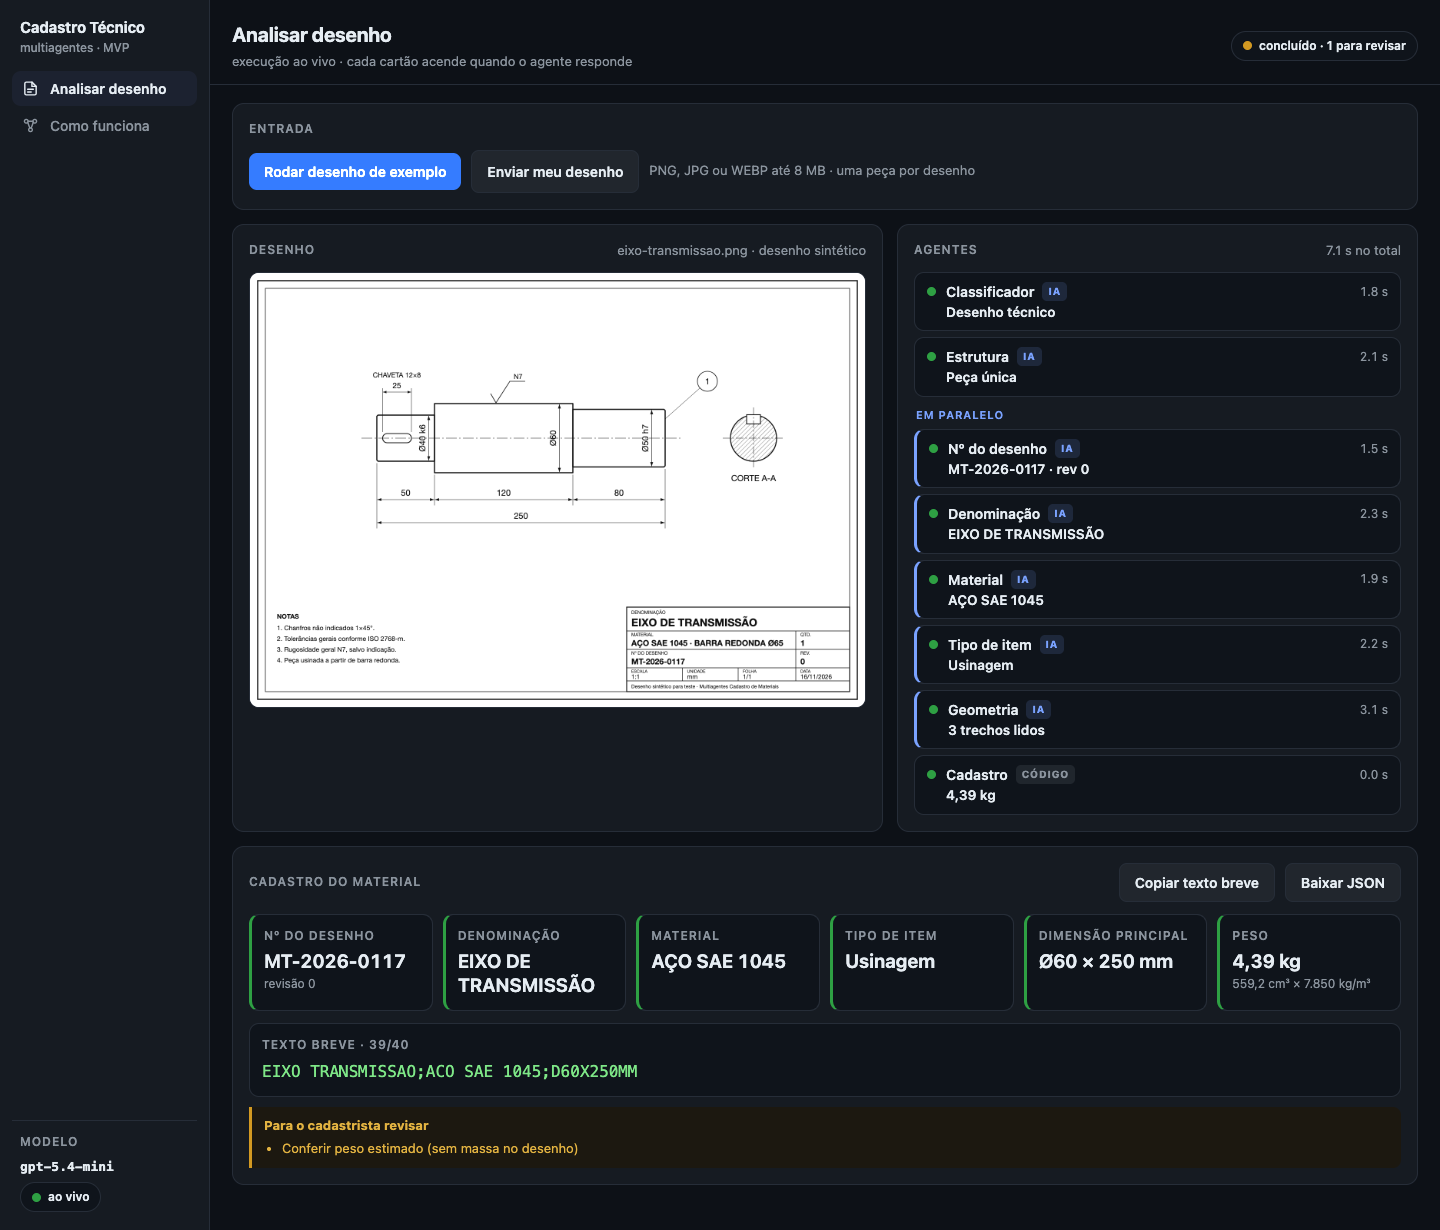 Cadastro Técnico
multiagentes · MVP
Analisar desenho
Como funciona
MODELO
gpt-5.4-mini
ao vivo
Analisar desenho
execução ao vivo · cada cartão acende quando o agente responde
concluído · 1 para revisar
ENTRADA
Rodar desenho de exemplo
Enviar meu desenho
PNG, JPG ou WEBP até 8 MB · uma peça por desenho
DESENHO
eixo-transmissao.png · desenho sintético
CHAVETA 12×8
25
N7
1
Ø40 k6
Ø60
Ø50 h7
50
120
80
250
CORTE A-A
NOTAS
1. Chanfros não indicados 1×45°.
2. Tolerâncias gerais conforme ISO 2768-m.
3. Rugosidade geral N7, salvo indicação.
4. Peça usinada a partir de barra redonda.
DENOMINAÇÃO
EIXO DE TRANSMISSÃO
MATERIAL
QTD.
AÇO SAE 1045 - BARRA REDONDA Ø65
1
Nº DO DESENHO
REV.
MT-2026-0117
0
ESCALA
UNIDADE
FOLHA
DATA
1:1
mm
1/1
16/11/2026
Desenho sintético para teste · Multiagentes Cadastro de Materiais
AGENTES
7.1 s no total
Classificador IA
1.8 s
Desenho técnico
Estrutura IA
2.1 s
Peça única
EM PARALELO
Nº do desenho IA
1.5 s
MT-2026-0117 · rev 0
Denominação IA
2.3 s
EIXO DE TRANSMISSÃO
Material IA
1.9 s
AÇO SAE 1045
Tipo de item IA
2.2 s
Usinagem
Geometria IA
3.1 s
3 trechos lidos
Cadastro CÓDIGO
0.0 s
4,39 kg
CADASTRO DO MATERIAL
Copiar texto breve
Baixar JSON
Nº DO DESENHO
MT-2026-0117
revisão 0
DENOMINAÇÃO
EIXO DE
TRANSMISSÃO
MATERIAL
AÇO SAE 1045
TIPO DE ITEM
Usinagem
DIMENSÃO PRINCIPAL
Ø60 × 250 mm
PESO
4,39 kg
559,2 cm³ × 7.850 kg/m³
TEXTO BREVE · 39/40
EIXO TRANSMISSAO;ACO SAE 1045;D60X250MM
Para o cadastrista revisar
• Conferir peso estimado (sem massa no desenho)